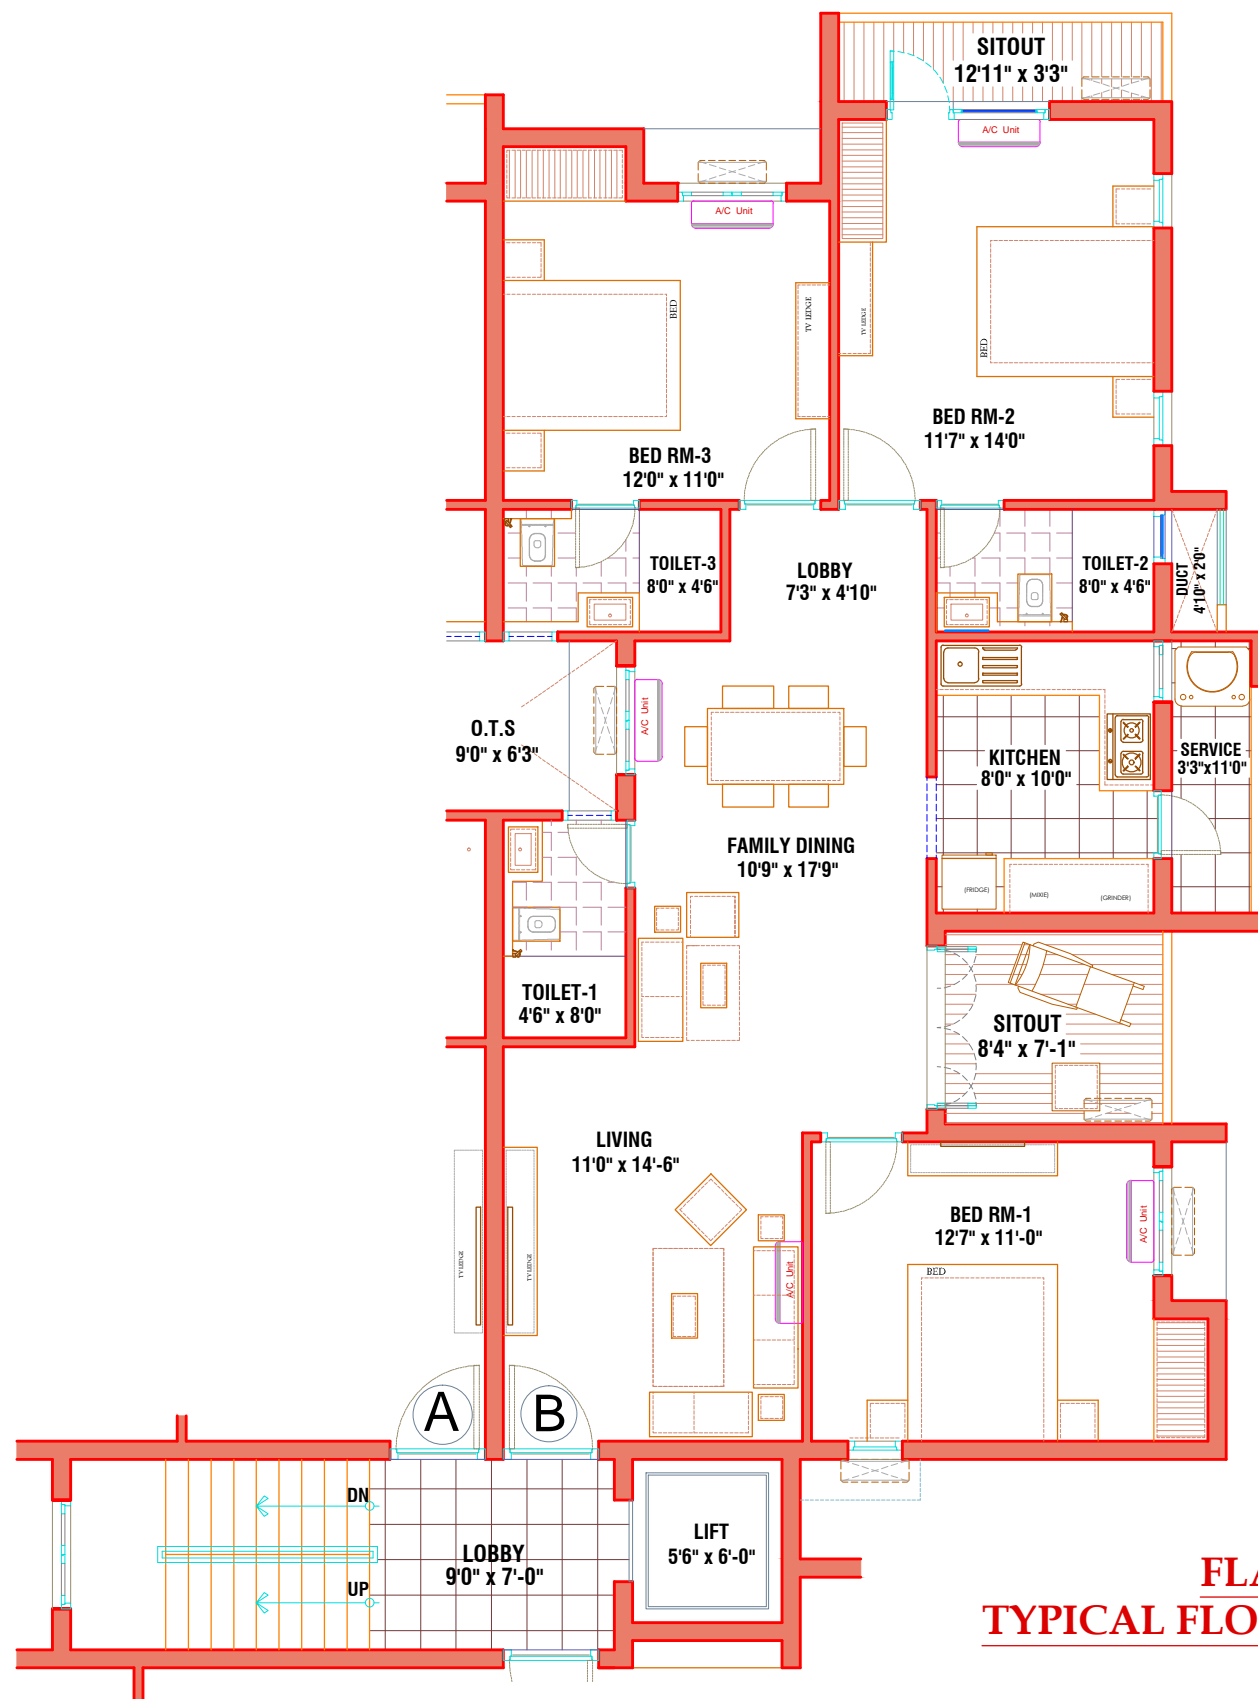 SITOUT
12'11" x 3'3"
A/C Unit
A/C Unit
BED
TV LEDGE
TV LEDGE
BED
BED RM-2
11'7" x 14'0"
BED RM-3
12'0" x 11'0"
TOILET-3
8'0" x 4'6"
LOBBY
7'3" x 4'10"
TOILET-2
8'0" x 4'6"
DUCT
4'10" x 2'0"
O.T.S
9'0" x 6'3"
A/C Unit
KITCHEN
8'0" x 10'0"
SERVICE
3'3"x11'0"
FAMILY DINING
10'9" x 17'9"
(FRIDGE)
(MIXIE)
(GRINDER)
TOILET-1
4'6" x 8'0"
SITOUT
8'4" x 7'-1"
LIVING
11'0" x 14'-6"
BED RM-1
12'7" x 11'-0"
A/C Unit
TV LEDGE
TV LEDGE
A/C Unit
BED
A
B
DN
UP
LOBBY
9'0" x 7'-0"
LIFT
5'6" x 6'-0"
TYPICAL